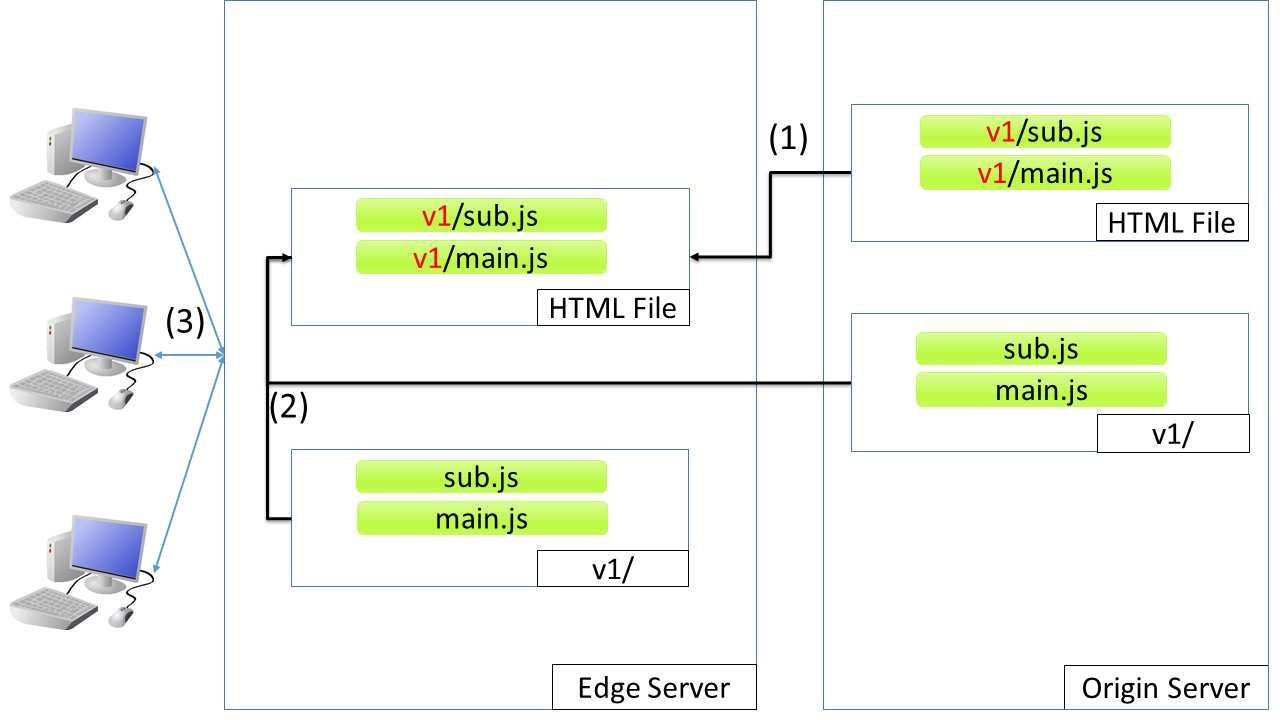 (1)
v1/sub.js
v1/main.js
HTML File
v1/sub.js
v1/main.js
HTML File
(3)
sub.js
main.js
v1/
(2)
sub.js
main.js
v1/
Edge Server
Origin Server